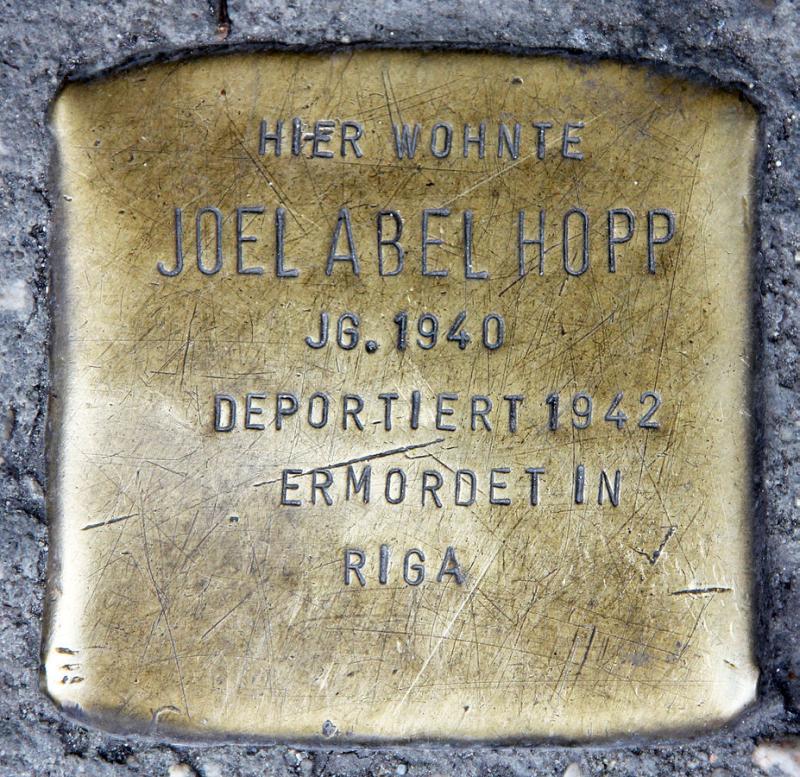 HIER WOHNTE
JOEL ABEL HOPP
JG. 1940
DEPORTIERT 1942
ERMORDET IN
RIGA